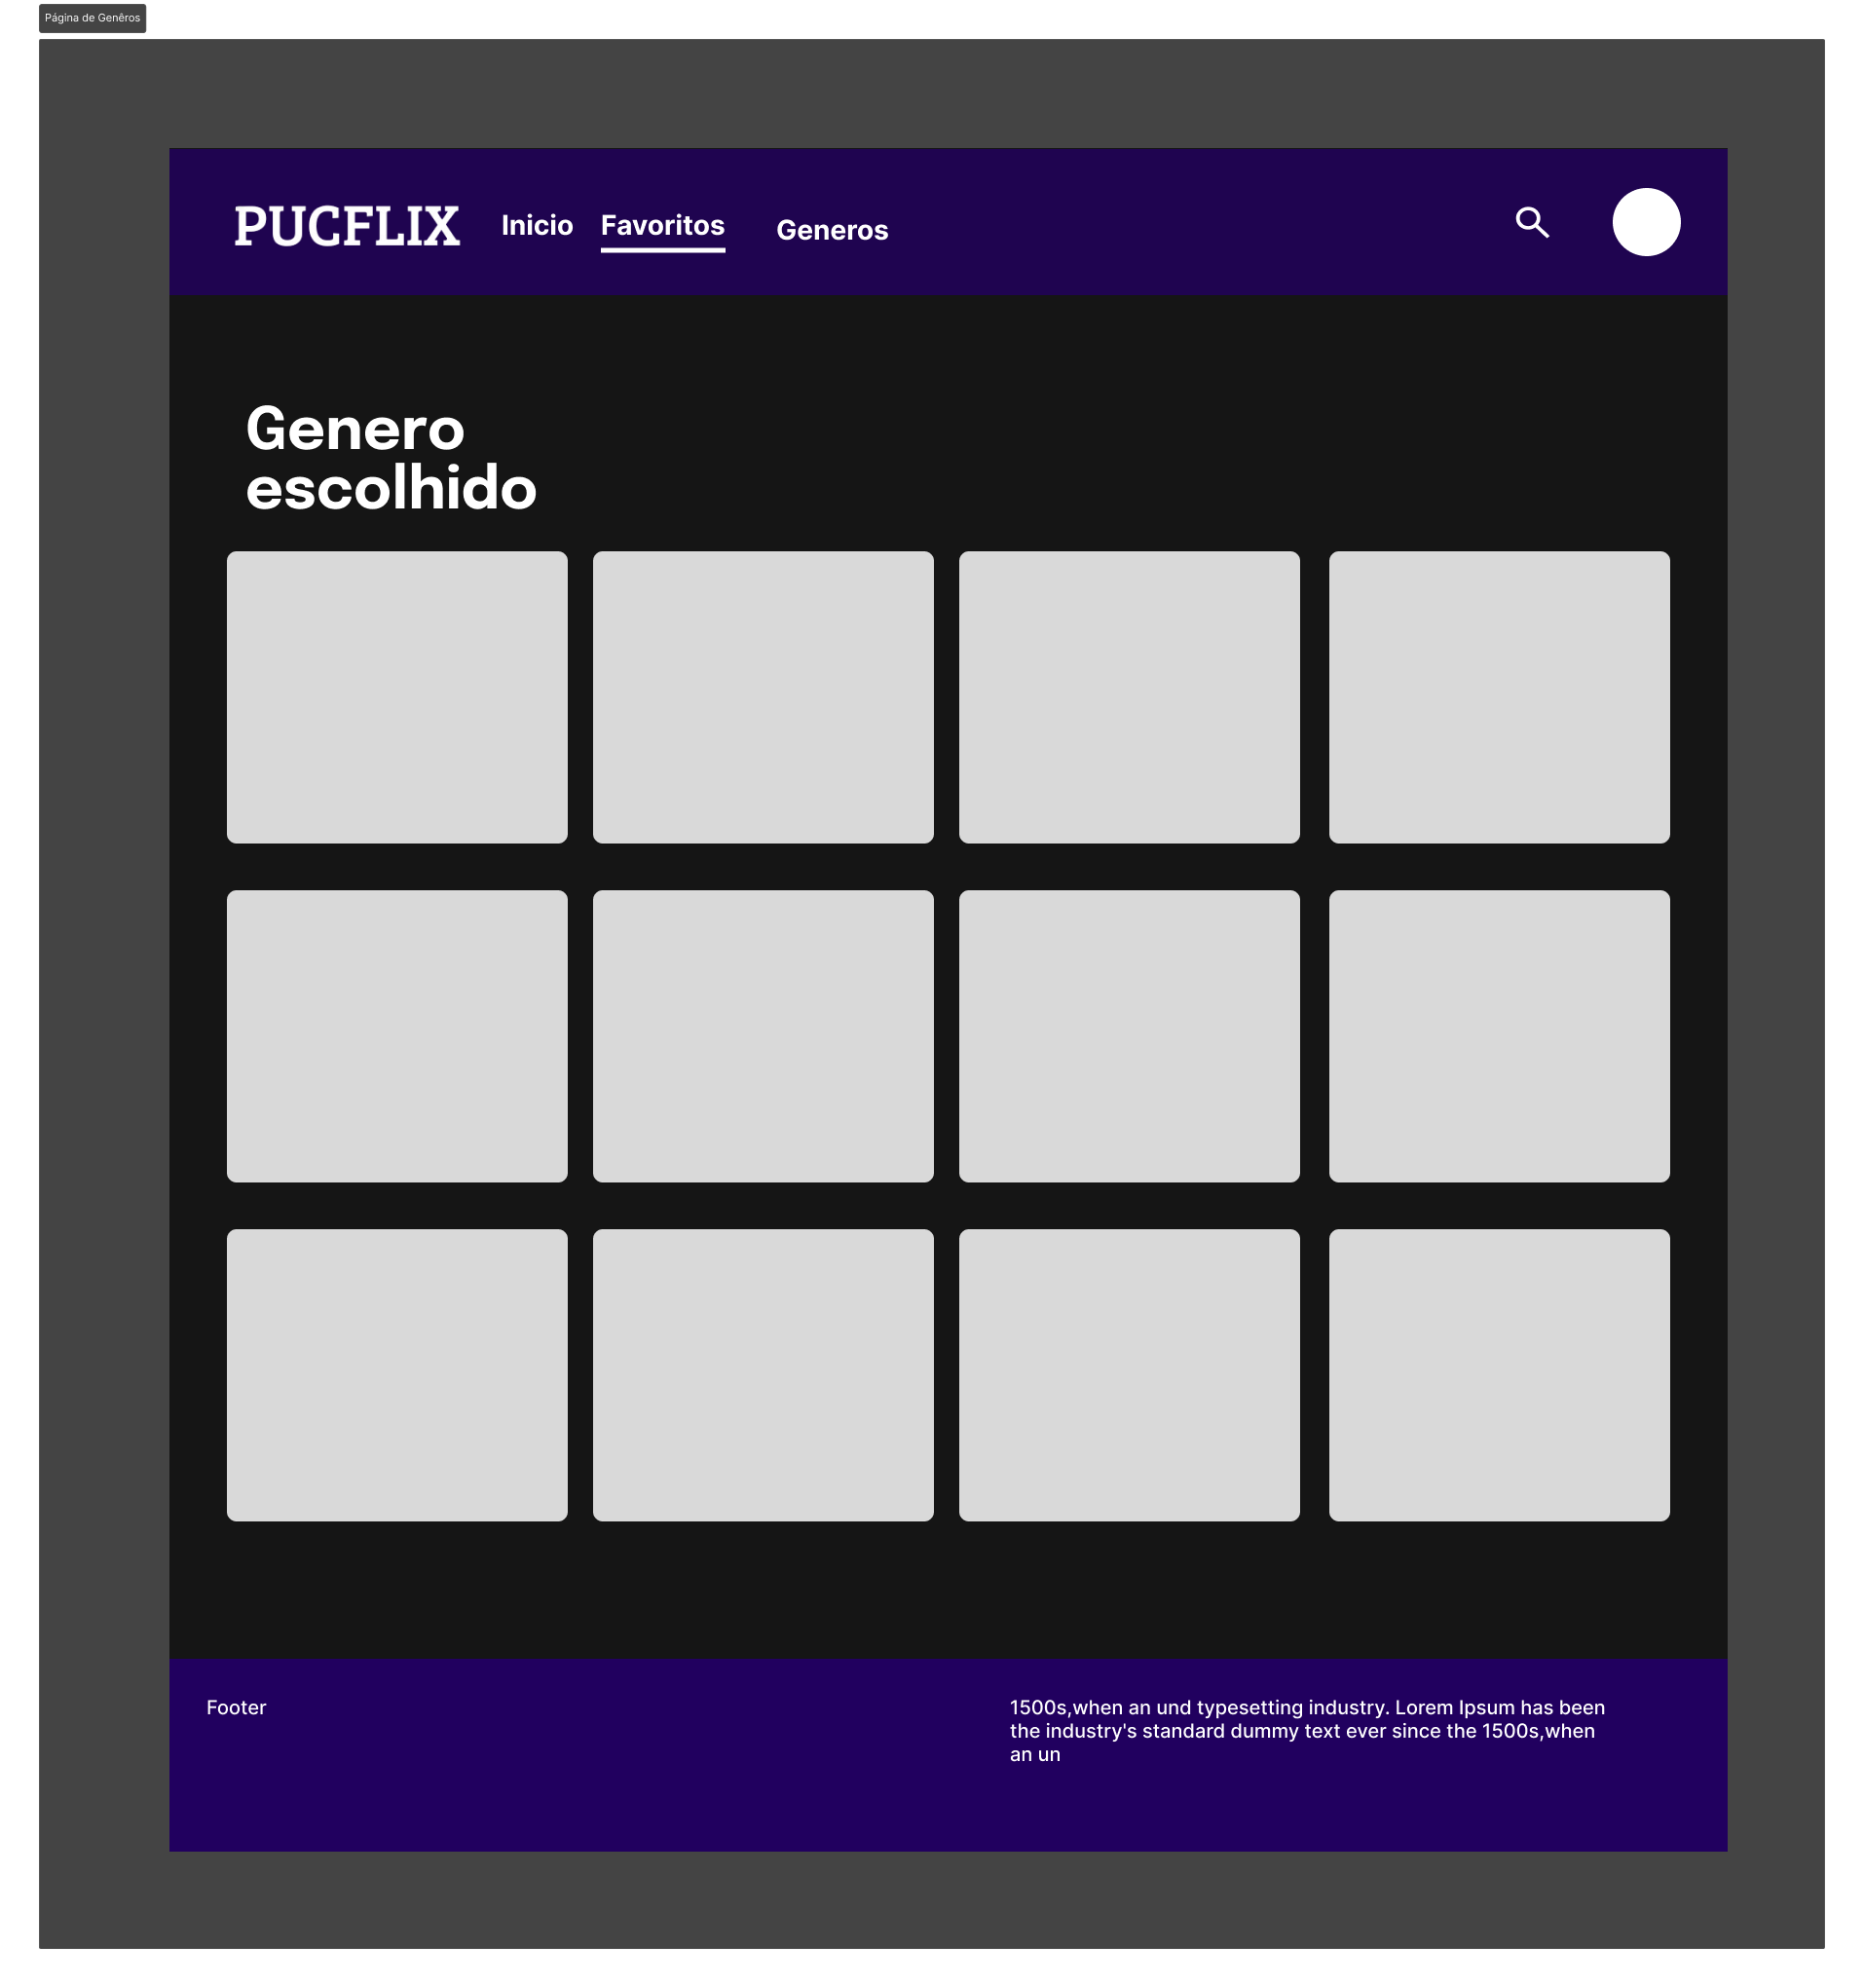 Página de Genêros
PUCFLIX Inicio Favoritos Generos
Genero
escolhido
Footer
1500s,when an und typesetting industry. Lorem Ipsum has been
the industry's standard dummy text ever since the 1500s,when
an un